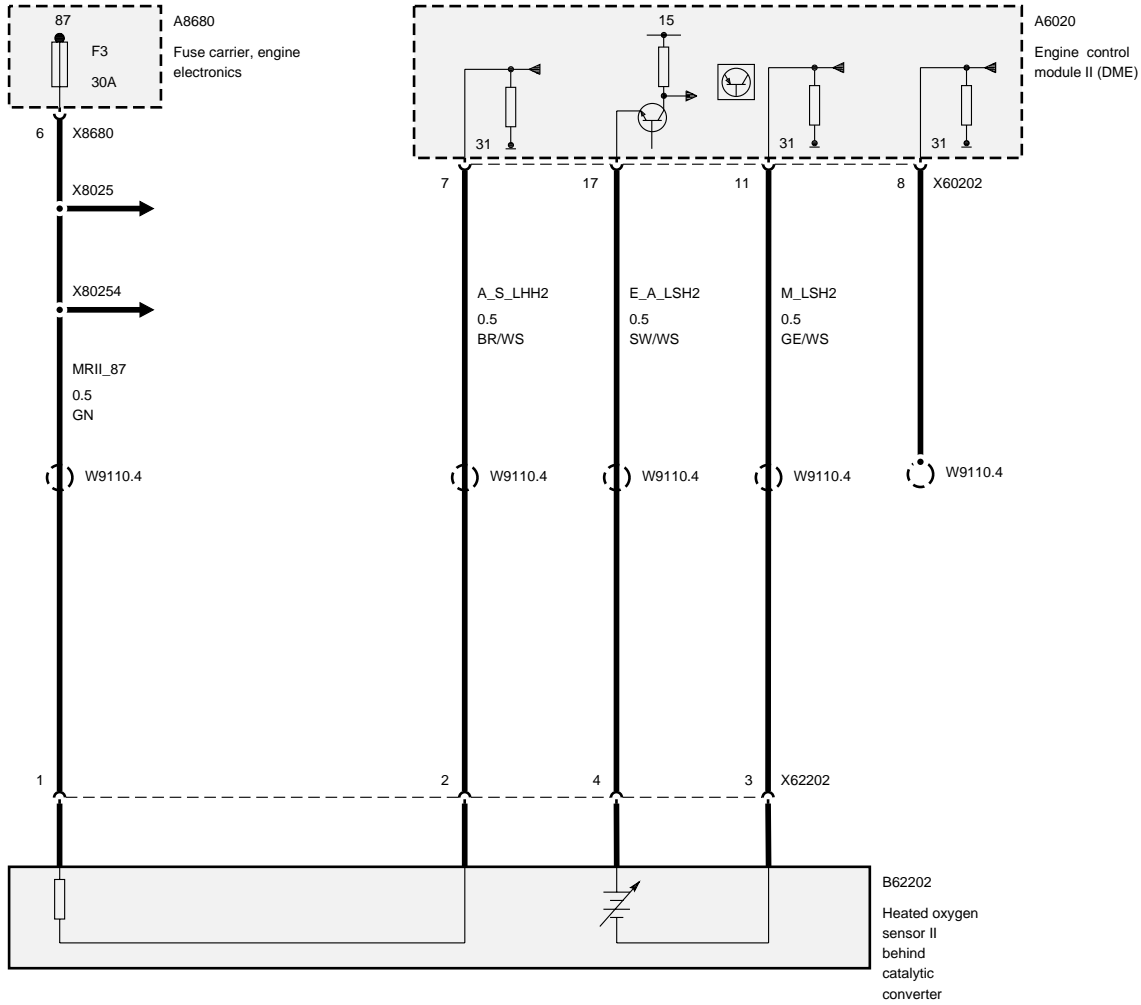 87
A8680
F3
Fuse carrier, engine
electronics
30A
6
X8680
X8025
X80254
MRII_87
0.5
GN
W9110.4
15
A6020
Engine control
module II (DME)
31
31
31
7
17
11
8
X60202
A_S_LHH2
0.5
BR/WS
E_A_LSH2
0.5
SW/WS
M_LSH2
0.5
GE/WS
W9110.4
W9110.4
W9110.4
W9110.4
1
2
4
3
X62202
B62202
Heated oxygen
sensor II
behind
catalytic
converter